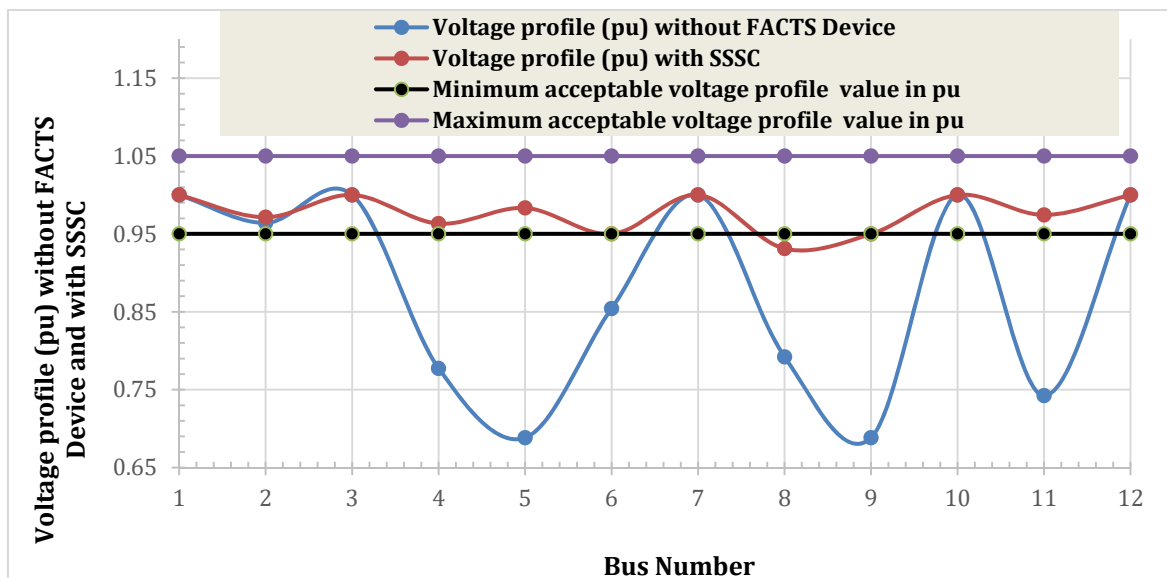 Voltage profile (pu) without FACTS Device
Voltage profile (pu) with SSSC
Minimum acceptable voltage profile value in pu
Maximum acceptable voltage profile value in pu
Voltage profile (pu) without FACTS
Device and with SSSC
1.15
1.05
0.95
0.85
0.75
0.65
1 2 3 4 5 6 7 8 9 10 11 12
Bus Number